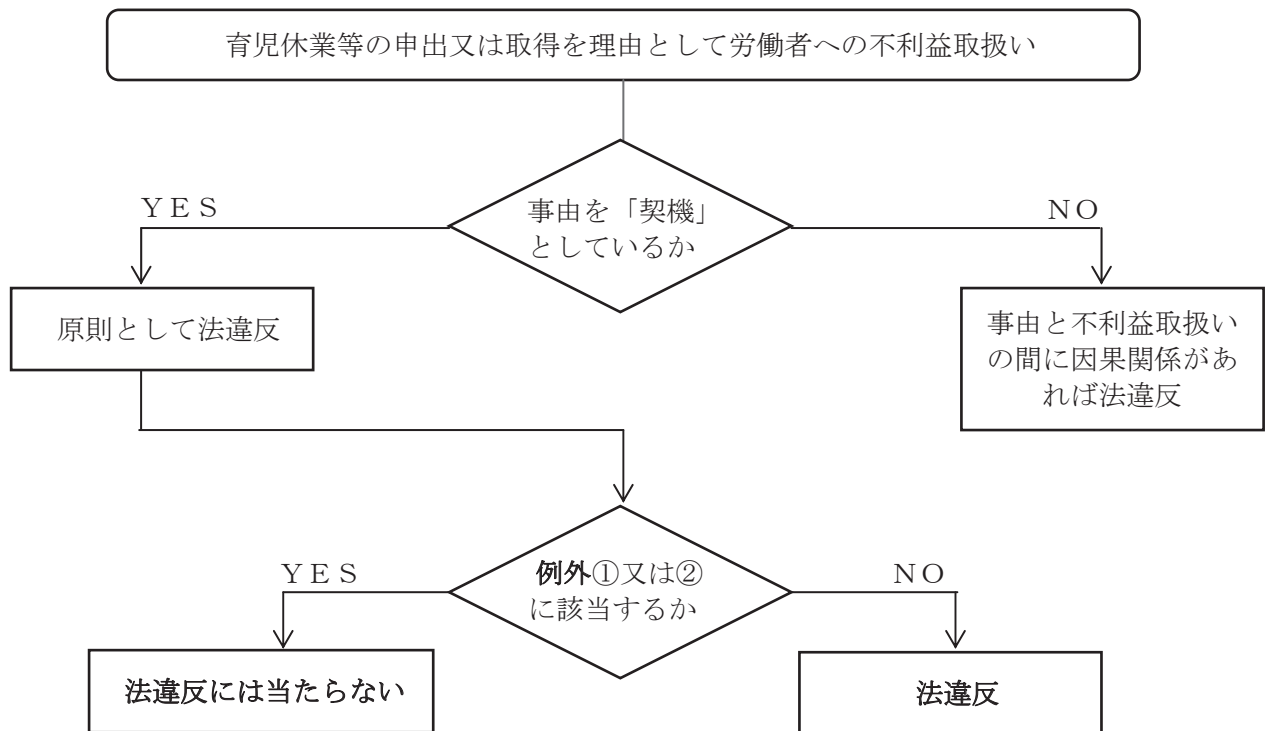 育児休業等の申出又は取得を理由として労働者への不利益取扱い
事由を「契機」
としているか
ＹＥＳ
ＮＯ
原則として法違反
事由と不利益取扱い
の間に因果関係があ
れば法違反
例外①又は②
に該当するか
ＹＥＳ
ＮＯ
法違反には当たらない
法違反